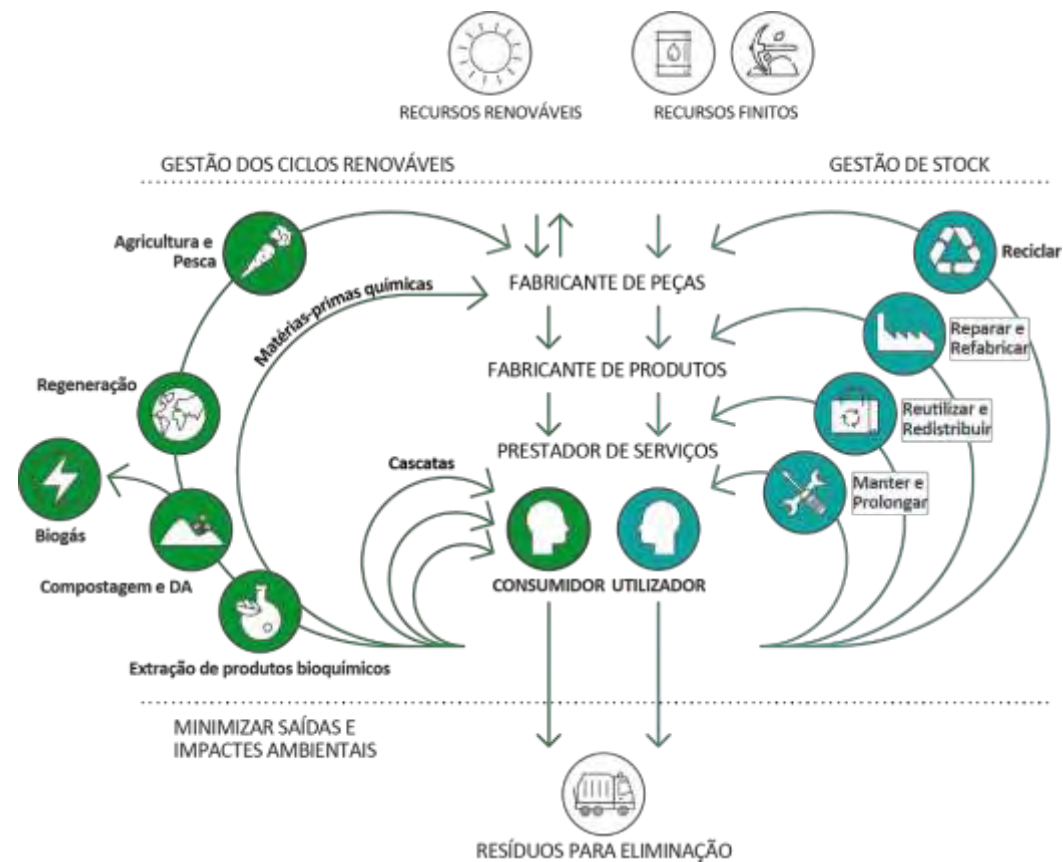 RECURSOS RENOVÁVEIS
RECURSOS FINITOS
GESTÃO DOS CICLOS RENOVÁVEIS
GESTÃO DE STOCK
Agricultura e
Pesca
Matérias-primas químicas
FABRICANTE DE PEÇAS
Reciclar
Reparar e
Refabricar
Regeneração
FABRICANTE DE PRODUTOS
Reutilizar e
Redistribuir
PRESTADOR DE SERVIÇOS
Cascatas
Manter e
Prolongar
Biogás
Compostagem e DA
CONSUMIDOR
UTILIZADOR
Extração de produtos bioquímicos
MINIMIZAR SAÍDAS E
IMPACTES AMBIENTAIS
RESÍDUOS PARA ELIMINAÇÃO